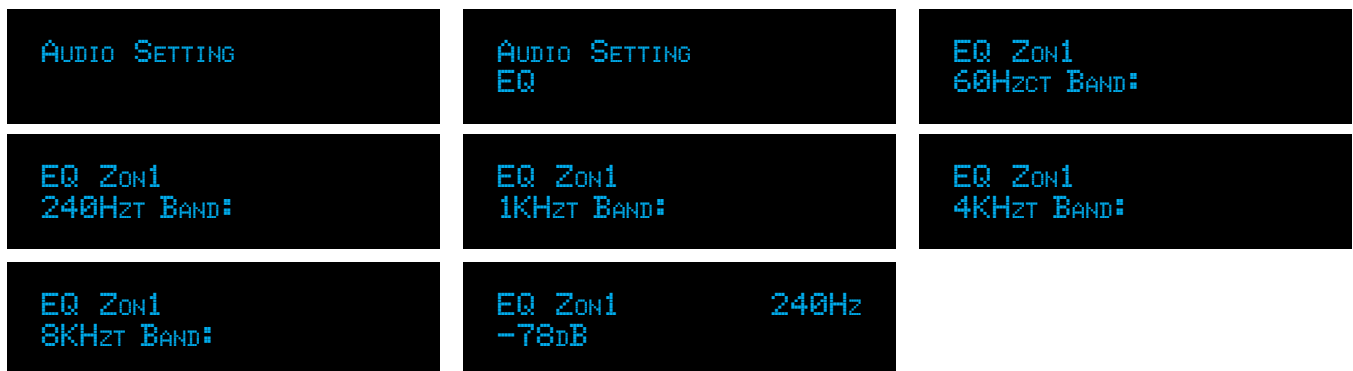 Audio Setting
Audio Setting
EQ
EQ Zon1
60Hzct Band:
EQ Zon1
240Hzt Band:
EQ Zon1
1KHzt Band:
EQ Zon1
4KHzt Band:
EQ Zon1
8KHzt Band:
EQ Zon1 240Hz
-78dB